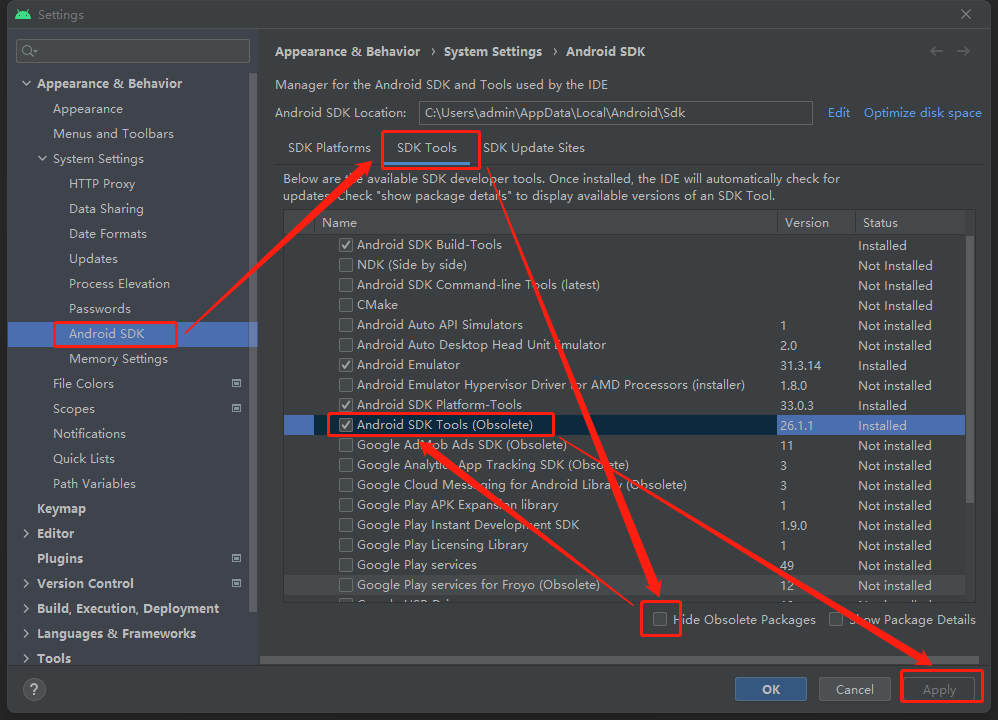 Settings
Appearance & Behavior
Appearance
Menus and Toolbars
System Settings
HTTP Proxy
Data Sharing
Date Formats
Updates
Process Elevation
Passwords
Android SDK
Memory Settings
File Colors
Scopes
Notifications
Quick Lists
Path Variables
Keymap
Editor
Plugins
Version Control
Build, Execution, Deployment
Languages & Frameworks
Tools
Appearance & Behavior › System Settings › Android SDK
Manager for the Android SDK and Tools used by the IDE
Android SDK Location: C:\Users\admin\AppData\Local\Android\Sdk Edit Optimize disk space
SDK Platforms SDK Tools SDK Update Sites
Below are the available SDK developer tools. Once installed, the IDE will automatically check for
updates. Check "show package details" to display available versions of an SDK Tool.
Name Version Status
Android SDK Build-Tools Installed
NDK (Side by side) Not Installed
Android SDK Command-line Tools (latest) Not Installed
CMake Not Installed
Android Auto API Simulators 1 Not installed
Android Auto Desktop Head Unit Emulator 2.0 Not installed
Android Emulator 31.3.14 Installed
Android Emulator Hypervisor Driver for AMD Processors (installer) 1.8.0 Not installed
Android SDK Platform-Tools 33.0.3 Installed
Android SDK Tools (Obsolete) 26.1.1 Installed
Google AdMob Ads SDK (Obsolete) 11 Not installed
Google Analytics App Tracking SDK (Obsolete) 3 Not installed
Google Cloud Messaging for Android Library (Obsolete) 3 Not installed
Google Play APK Expansion library 1 Not installed
Google Play Instant Development SDK 1.9.0 Not installed
Google Play Licensing Library 1 Not installed
Google Play services 49 Not installed
Google Play services for Froyo (Obsolete) 12 Not installed
Hide Obsolete Packages Show Package Details
? OK Cancel Apply